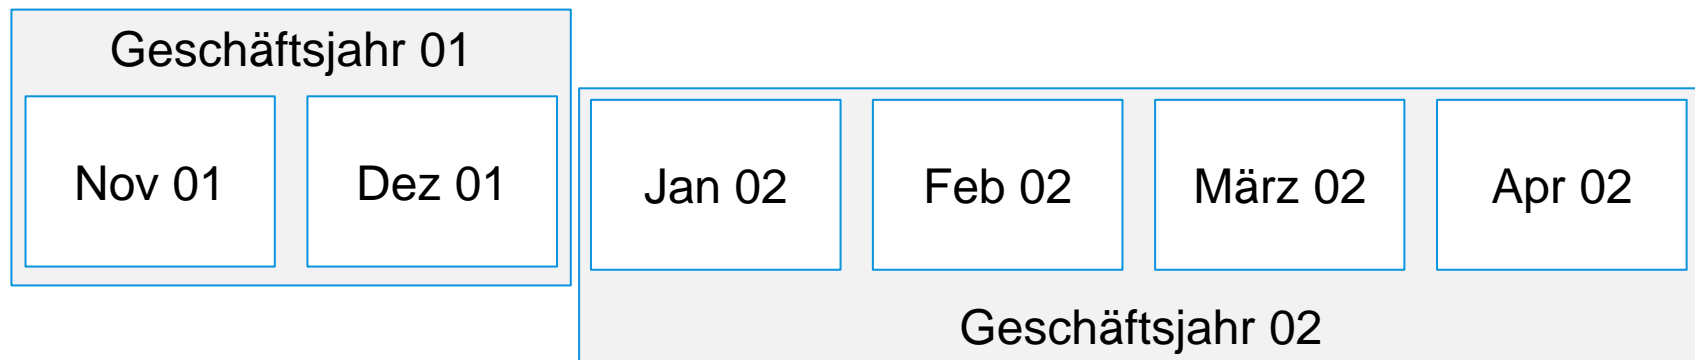 Geschäftsjahr 01
Nov 01
Dez 01
Jan 02
Feb 02
März 02
Apr 02
Geschäftsjahr 02